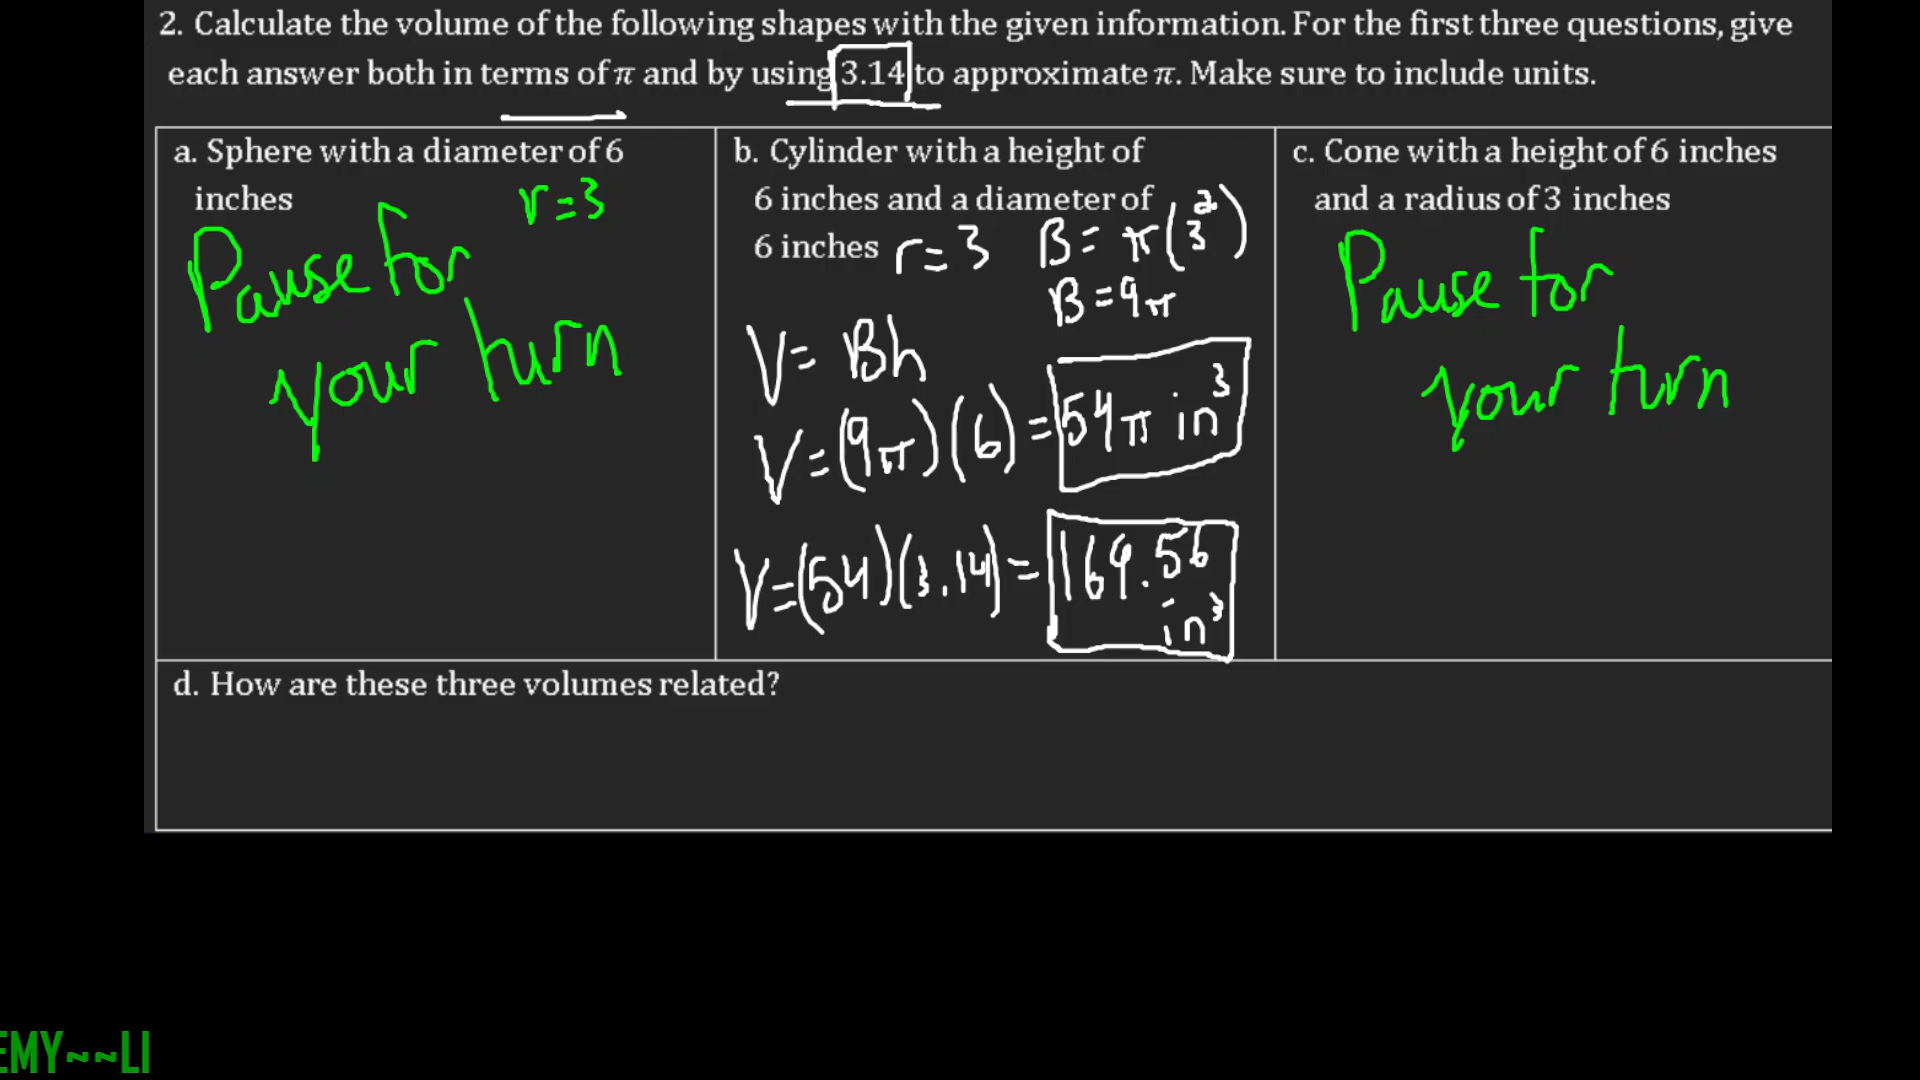 2. Calculate the volume of the following shapes with the given information. For the first three questions, give
each answer both in terms of π and by using 3.14 to approximate π. Make sure to include units.
a. Sphere with a diameter of 6
inches
r=3
Pause for
your turn
b. Cylinder with a height of
6 inches and a diameter of
6 inches
r=3
B=π(3²)
B=9π
V=Bh
V=(9π)(6)=54π in³
V=(54)(3.14)=169.56
in³
c. Cone with a height of 6 inches
and a radius of 3 inches
Pause for
your turn
d. How are these three volumes related?
EMY~~LI